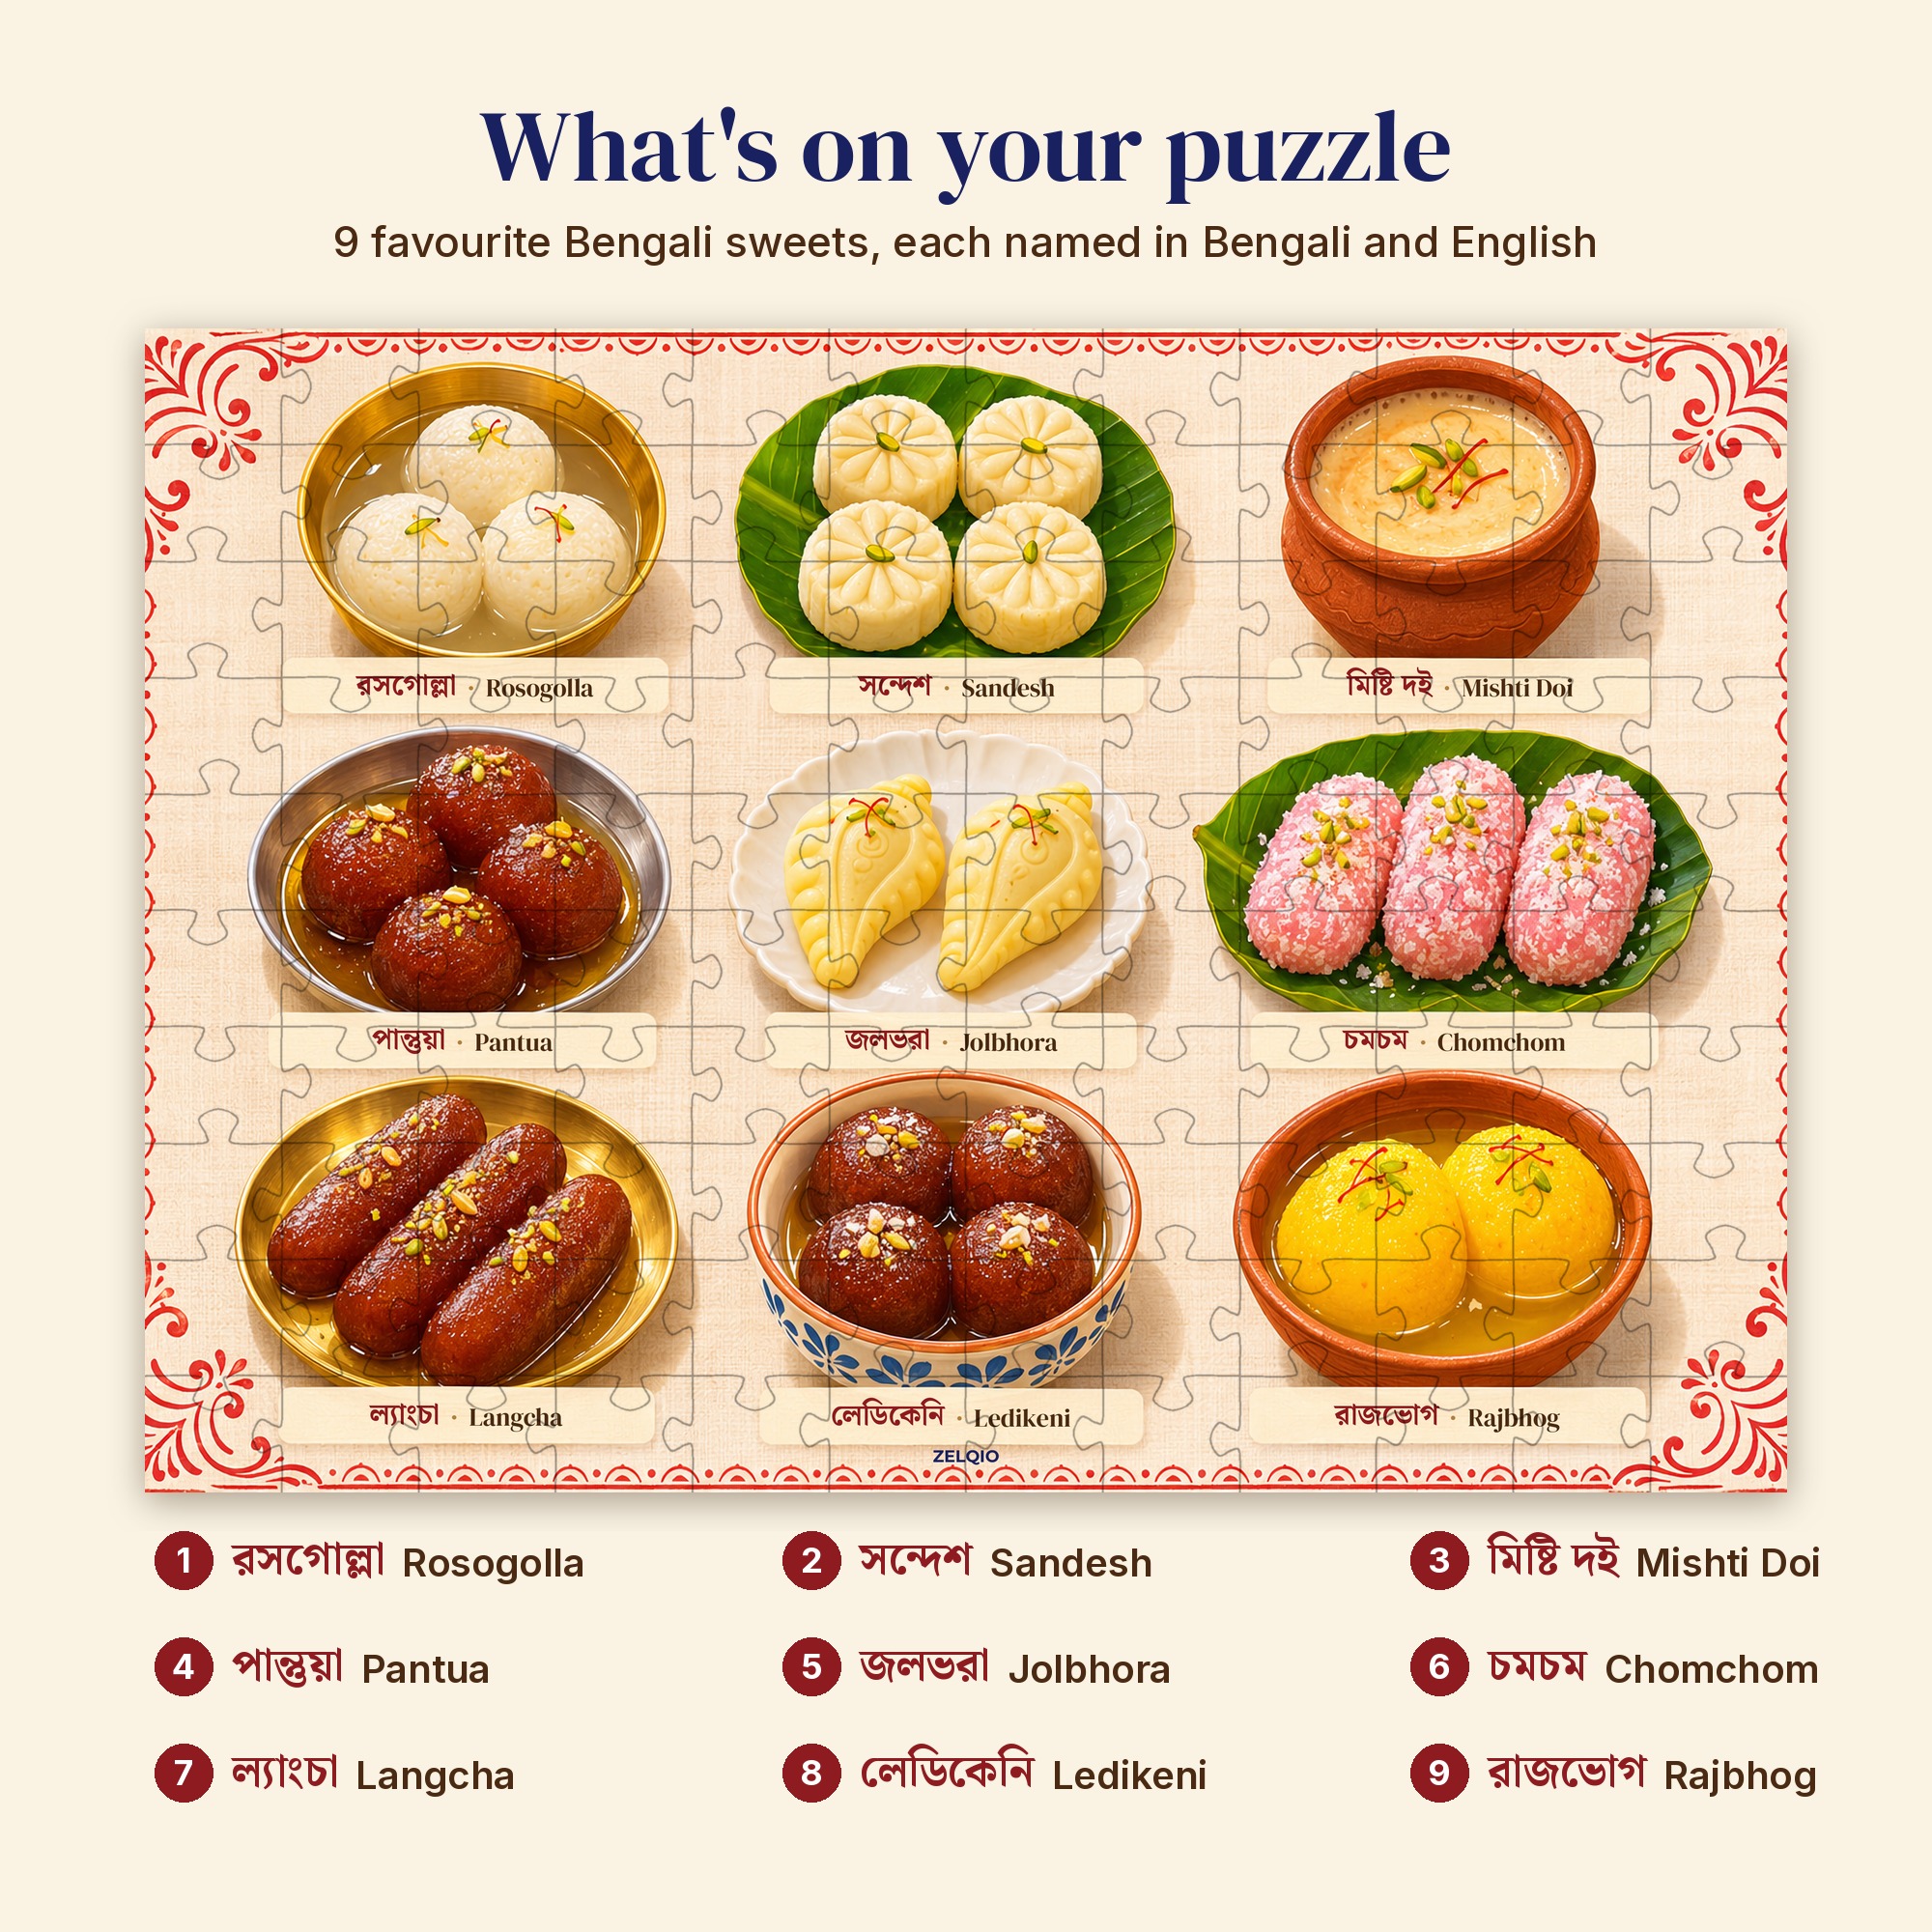 What's on your puzzle
9 favourite Bengali sweets, each named in Bengali and English
রসগোল্লা · Rosogolla
সন্দেশ · Sandesh
মিষ্টি দই · Mishti Doi
পান্তুয়া · Pantua
জলভরা · Jolbhora
চমচম · Chomchom
ল্যাংচা · Langcha
লেডিকেনি · Ledikeni
রাজভোগ · Rajbhog
ZELQIO
1 রসগোল্লা Rosogolla
2 সন্দেশ Sandesh
3 মিষ্টি দই Mishti Doi
4 পান্তুয়া Pantua
5 জলভরা Jolbhora
6 চমচম Chomchom
7 ল্যাংচা Langcha
8 লেডিকেনি Ledikeni
9 রাজভোগ Rajbhog